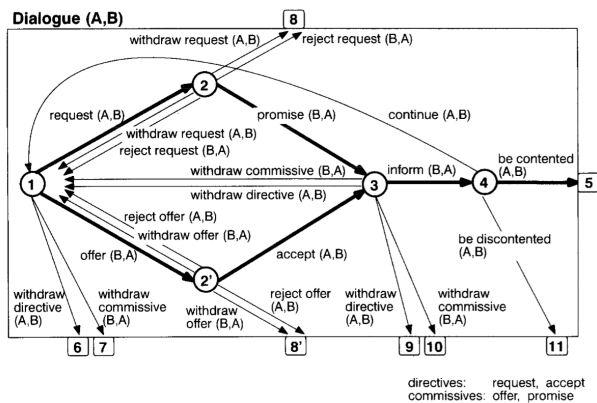 Dialogue (A,B)
8
withdraw request (A,B)
reject request (B,A)
2
request (A,B)
promise (B,A)
continue (A,B)
withdraw request (A,B)
reject request (B,A)
withdraw commissive (B,A)
inform (B,A)
be contented
(A,B)
1
3
4
5
withdraw directive (A,B)
reject offer (A,B)
withdraw offer (B,A)
offer (B,A)
accept (A,B)
be discontented
(A,B)
2'
withdraw
directive
(A,B)
withdraw
commissive
(B,A)
withdraw
offer (B,A)
reject offer
(A,B)
withdraw
directive
(A,B)
withdraw
commissive
(B,A)
6
7
8'
9
10
11
directives: request, accept
commissives: offer, promise